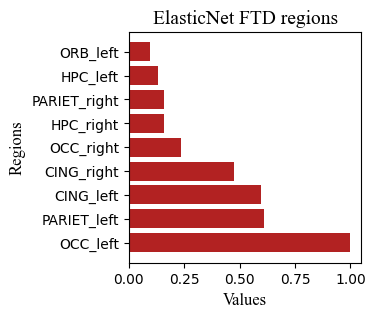 ElasticNet FTD regions
ORB_left
HPC_left
PARIET_right
HPC_right
OCC_right
CING_right
CING_left
PARIET_left
OCC_left
Regions
0.00 0.25 0.50 0.75 1.00
Values